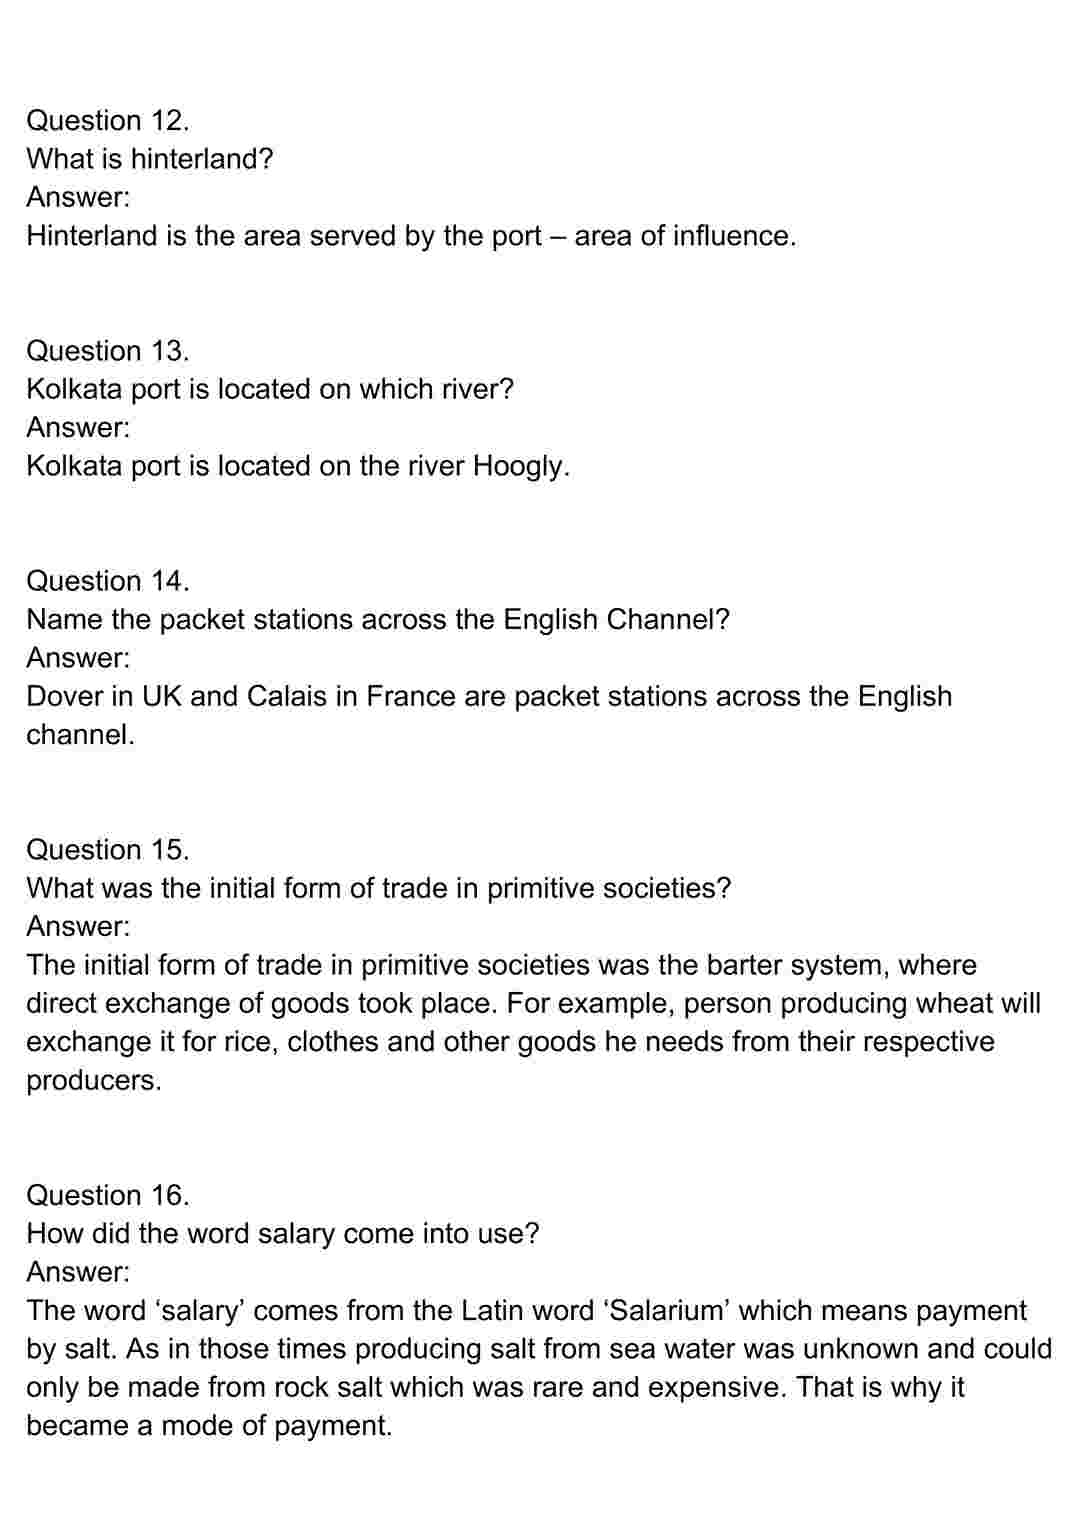 Question 12.
What is hinterland?
Answer:
Hinterland is the area served by the port – area of influence.
Question 13.
Kolkata port is located on which river?
Answer:
Kolkata port is located on the river Hoogly.
Question 14.
Name the packet stations across the English Channel?
Answer:
Dover in UK and Calais in France are packet stations across the English
channel.
Question 15.
What was the initial form of trade in primitive societies?
Answer:
The initial form of trade in primitive societies was the barter system, where
direct exchange of goods took place. For example, person producing wheat will
exchange it for rice, clothes and other goods he needs from their respective
producers.
Question 16.
How did the word salary come into use?
Answer:
The word ‘salary’ comes from the Latin word ‘Salarium’ which means payment
by salt. As in those times producing salt from sea water was unknown and could
only be made from rock salt which was rare and expensive. That is why it
became a mode of payment.